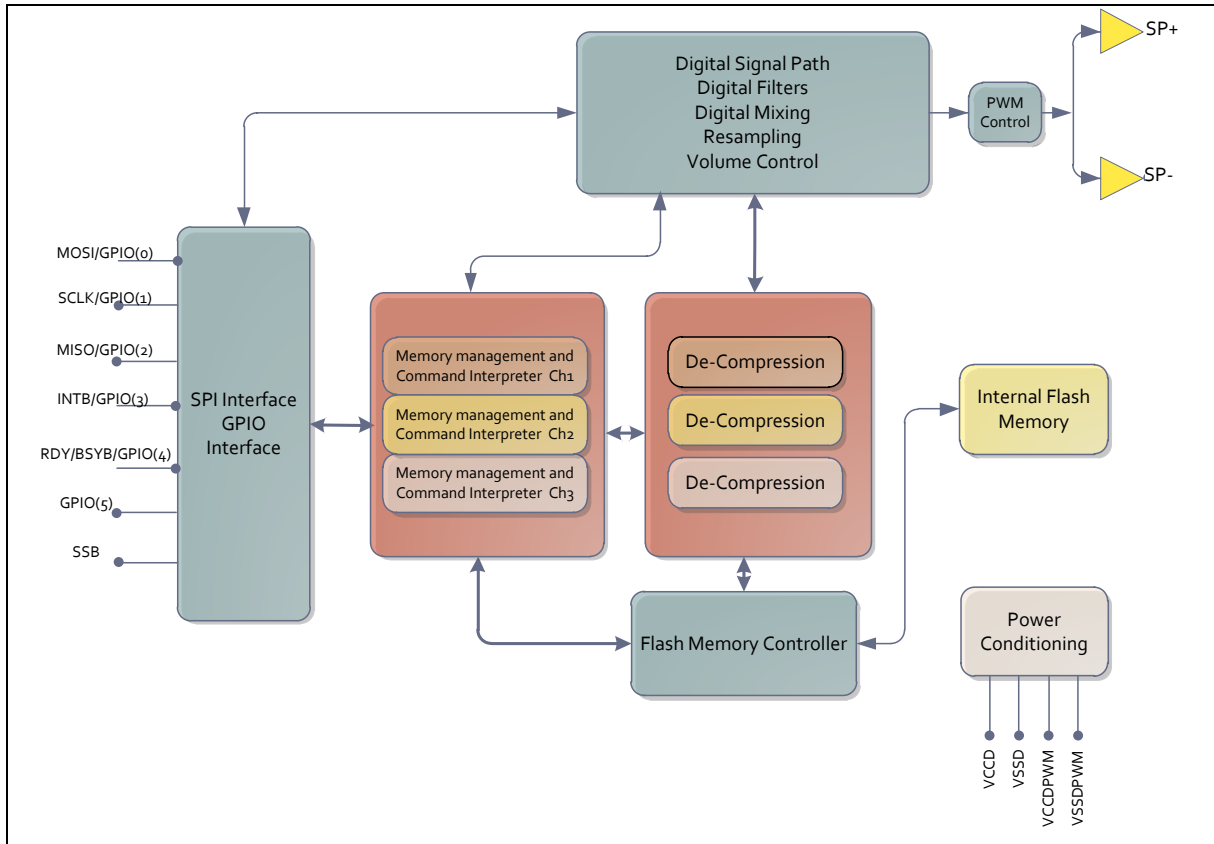 Digital Signal Path
Digital Filters
Digital Mixing
Resampling
Volume Control
PWM
Control
SP+
SP-
MOSI/GPIO(0)
SCLK/GPIO(1)
MISO/GPIO(2)
INTB/GPIO(3)
RDY/BSYB/GPIO(4)
GPIO(5)
SSB
SPI Interface
GPIO
Interface
Memory management and
Command Interpreter Ch1
Memory management and
Command Interpreter Ch2
Memory management and
Command Interpreter Ch3
De-Compression
De-Compression
De-Compression
Internal Flash
Memory
Flash Memory Controller
Power
Conditioning
VCCD
VSSD
VCCDPWM
VSSDPWM